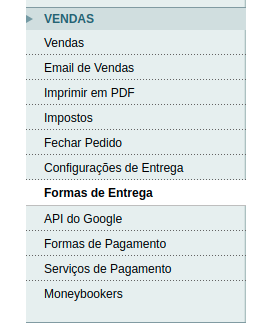 VENDAS
Vendas
Email de Vendas
Imprimir em PDF
Impostos
Fechar Pedido
Configurações de Entrega
Formas de Entrega
API do Google
Formas de Pagamento
Serviços de Pagamento
Moneybookers